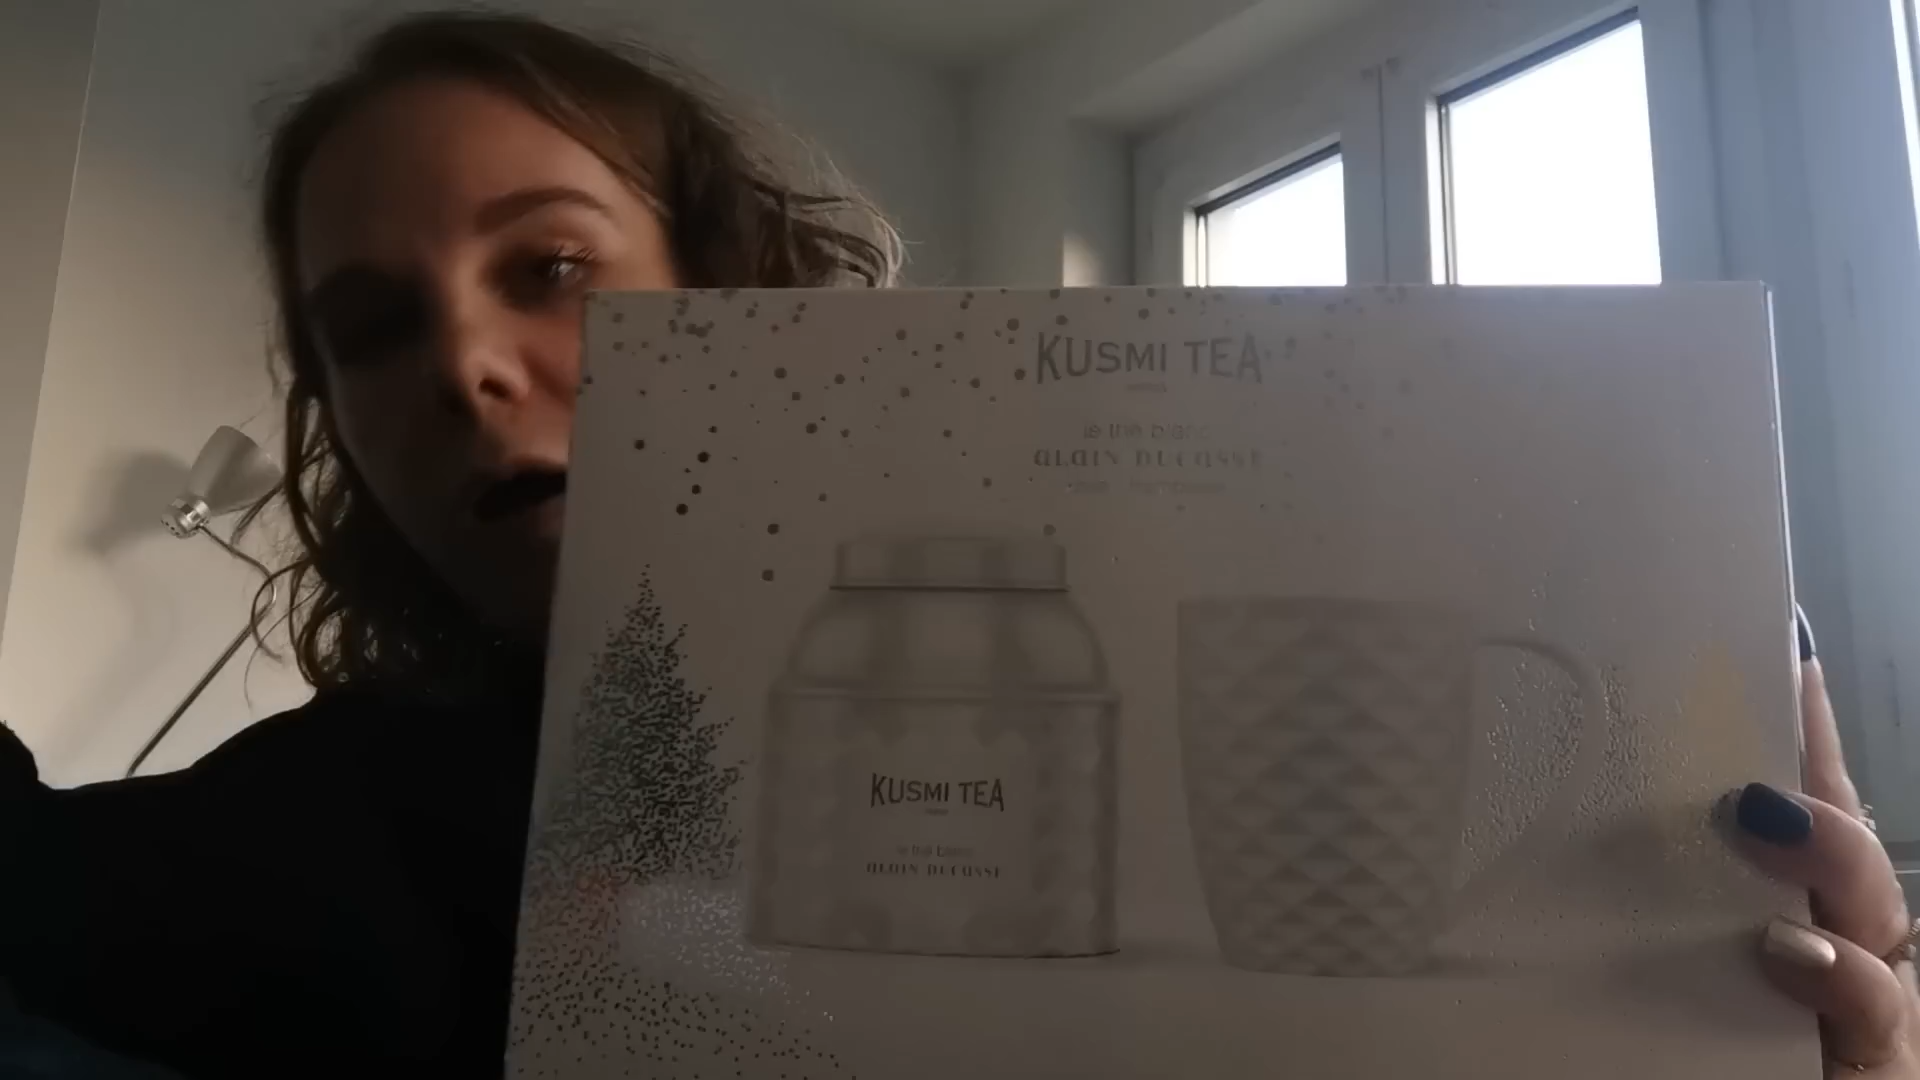 KUSMI TEA
le thé blanc
alain ducasse
KUSMI TEA
le thé blanc
alain ducasse